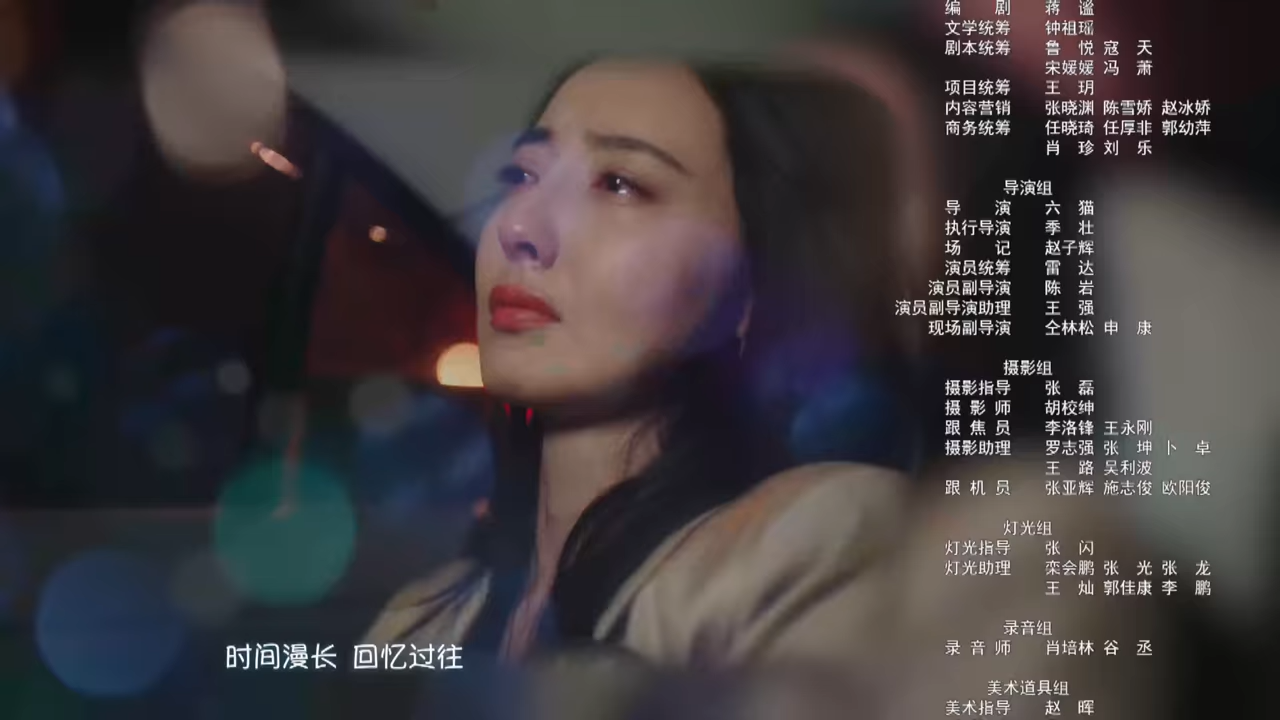 编剧 蒋谧
文学统筹 钟祖瑶
剧本统筹 鲁悦 寇天
宋媛媛 冯萧
项目统筹 王玥
内容营销 张晓渊 陈雪娇 赵冰娇
商务统筹 任晓琦 任厚非 郭幼萍
肖珍 刘乐
导演组
导演 六猫
执行导演 季壮
场记 赵子辉
演员统筹 雷达
演员副导演 陈岩
演员副导演助理 王强
现场副导演 仝林松 申康
摄影组
摄影指导 张磊
摄影师 胡校绅
跟焦员 李洛锋 王永刚
摄影助理 罗志强 张坤 卜卓
王路 吴利波
跟机员 张亚辉 施志俊 欧阳俊
灯光组
灯光指导 张闪
灯光助理 栾会鹏 张光 张龙
王灿 郭佳康 李鹏
录音组
录音师 肖培林 谷丞
美术道具组
美术指导 赵晖
时间漫长 回忆过往